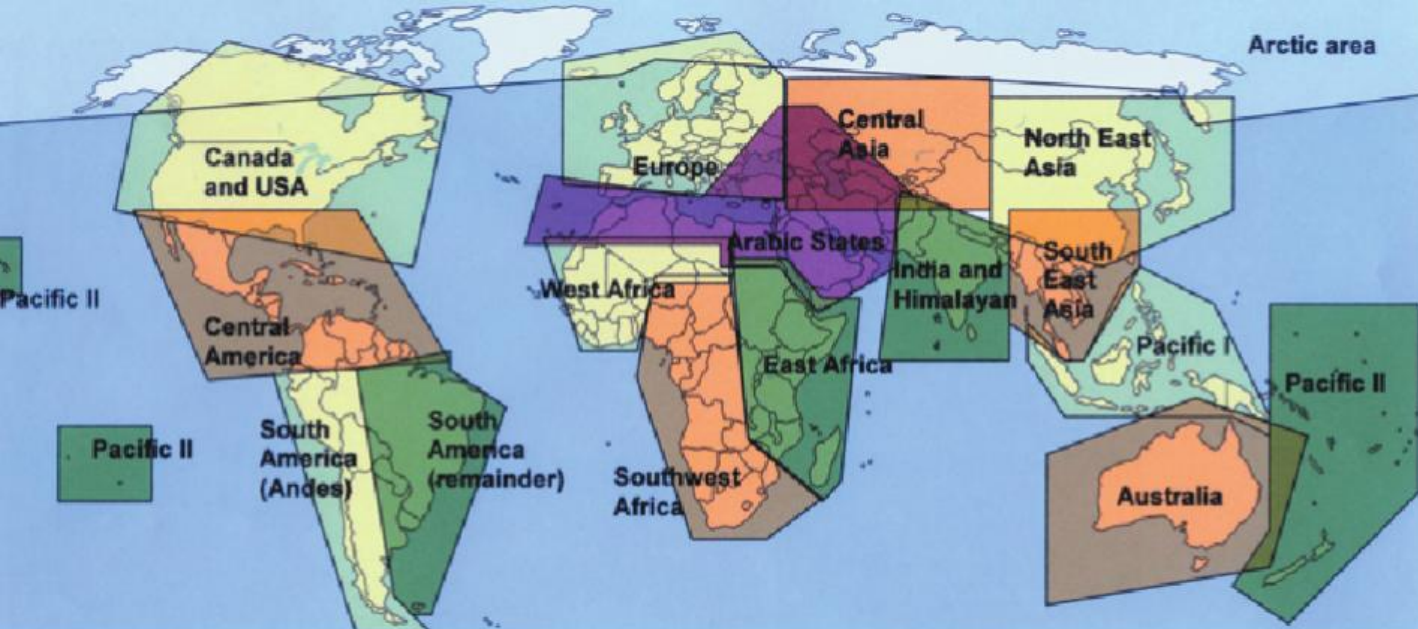 Arctic area
Canada
and USA
Europe
Central
Asia
North East
Asia
Arabic States
West Africa
India and
Himalayan
South
East
Asia
Pacific II
Central
America
Pacific I
East Africa
Pacific II
South
America
(Andes)
South
America
(remainder)
Pacific II
Southwest
Africa
Australia